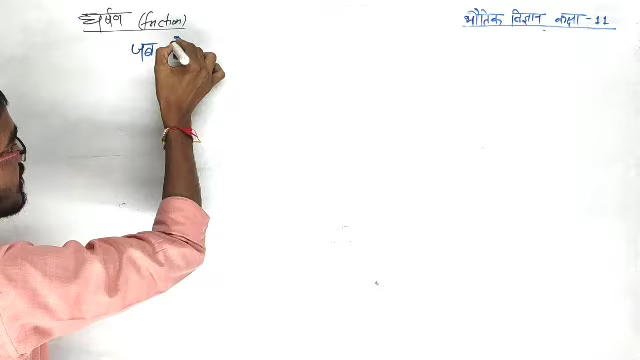 घर्षण (friction)
भौतिक विज्ञान कक्षा -11
जब